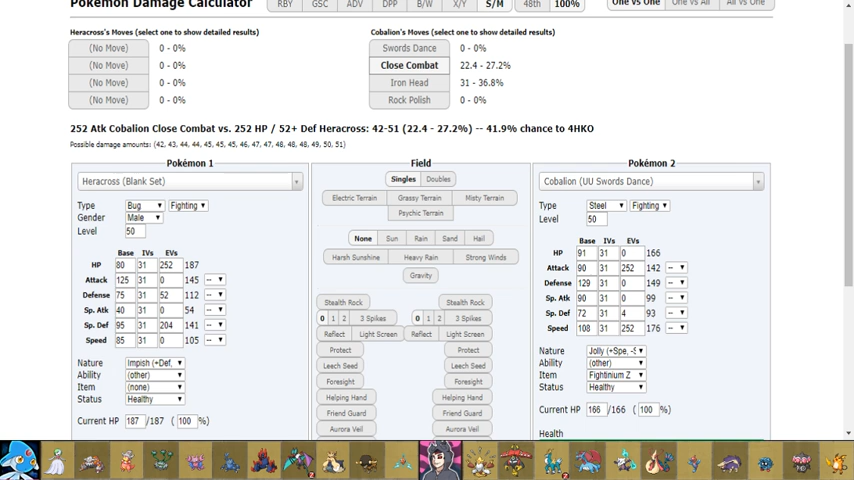 Pokémon Damage Calculator RBY GSC ADV DPP B/W X/Y S/M 48th 100% One vs One One vs All All vs One
Heracross's Moves (select one to show detailed results) Cobalion's Moves (select one to show detailed results)
(No Move) 0 - 0% Swords Dance 0 - 0%
(No Move) 0 - 0% Close Combat 22.4 - 27.2%
(No Move) 0 - 0% Iron Head 31 - 36.8%
(No Move) 0 - 0% Rock Polish 0 - 0%
252 Atk Cobalion Close Combat vs. 252 HP / 52+ Def Heracross: 42-51 (22.4 - 27.2%) -- 41.9% chance to 4HKO
Possible damage amounts: (42, 43, 44, 44, 45, 45, 45, 46, 47, 47, 48, 48, 48, 49, 50, 51)
Pokémon 1 Field Pokémon 2
Heracross (Blank Set) Singles Doubles Cobalion (UU Swords Dance)
Electric Terrain Grassy Terrain Misty Terrain
Type Bug Fighting Psychic Terrain Type Steel Fighting
Gender Male Level 50
Level 50 None Sun Rain Sand Hail
Base IVs EVs Harsh Sunshine Heavy Rain Strong Winds Base IVs EVs
HP 80 31 252 187 Gravity HP 91 31 0 166
Attack 125 31 0 145 -- Attack 90 31 252 142 --
Defense 75 31 52 112 -- Defense 129 31 0 149 --
Sp. Atk 40 31 0 54 -- Sp. Atk 90 31 0 99 --
Sp. Def 95 31 204 141 -- Sp. Def 72 31 4 93 --
Speed 85 31 0 105 -- Speed 108 31 252 176 --
Stealth Rock Stealth Rock
0 1 2 3 Spikes 0 1 2 3 Spikes
Reflect Light Screen Reflect Light Screen
Protect Protect
Leech Seed Leech Seed
Foresight Foresight
Helping Hand Helping Hand
Friend Guard Friend Guard
Aurora Veil Aurora Veil
Nature Impish (+Def, Nature Jolly (+Spe, -S
Ability (other) Ability (other)
Item (none) Item Fightinium Z
Status Healthy Status Healthy
Current HP 187 /187 ( 100 %) Current HP 166 /166 ( 100 %)
Health